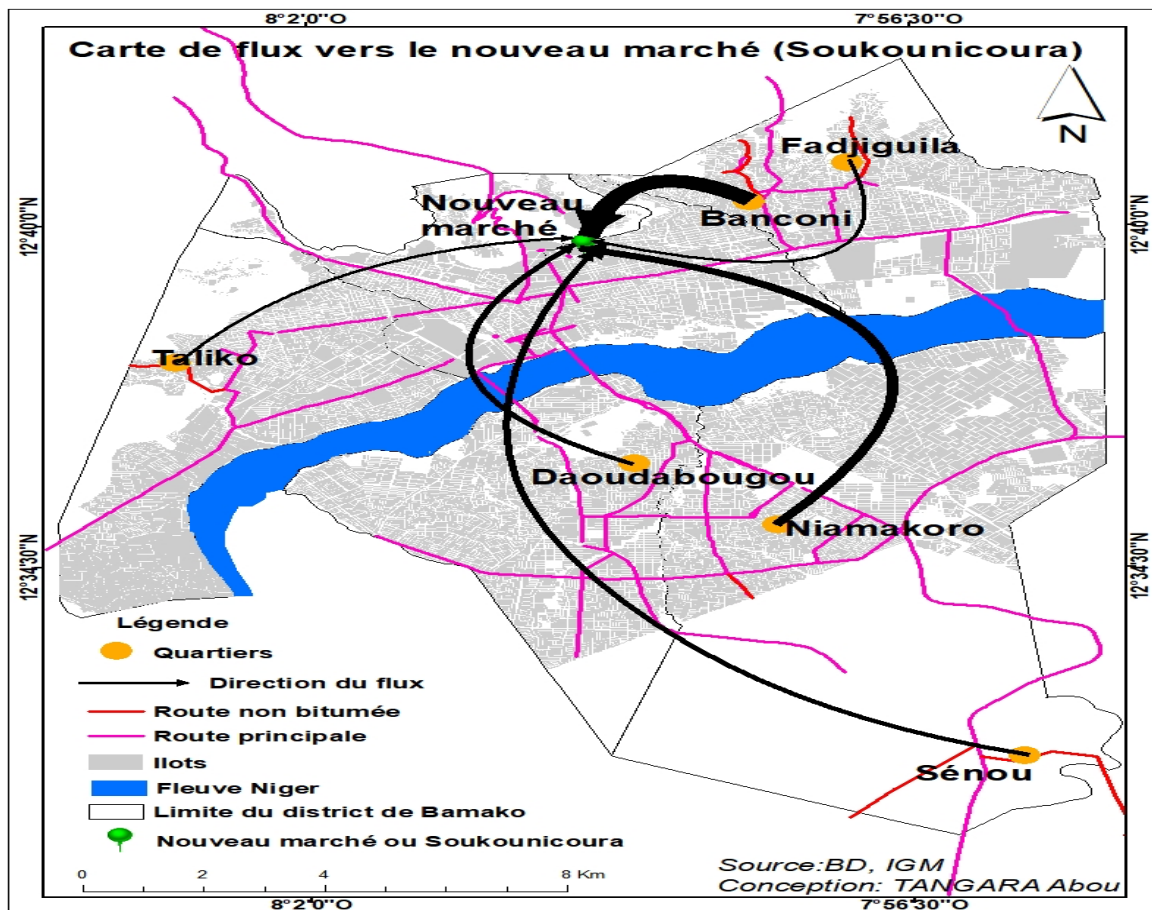 8°2'0"O
7°56'30"O
Carte de flux vers le nouveau marché (Soukounicoura)
N
Fadjiguila
Nouveau
marché
Banconi
12°40'0"N
12°40'0"N
Taliko
Daoudabougou
Niamakoro
12°34'30"N
12°34'30"N
Sénou
Légende
Quartiers
Direction du flux
Route non bitumée
Route principale
Ilots
Fleuve Niger
Limite du district de Bamako
Nouveau marché ou Soukounicoura
0 2 4 8 Km
Source:BD, IGM
Conception: TANGARA Abou
8°2'0"O
7°56'30"O